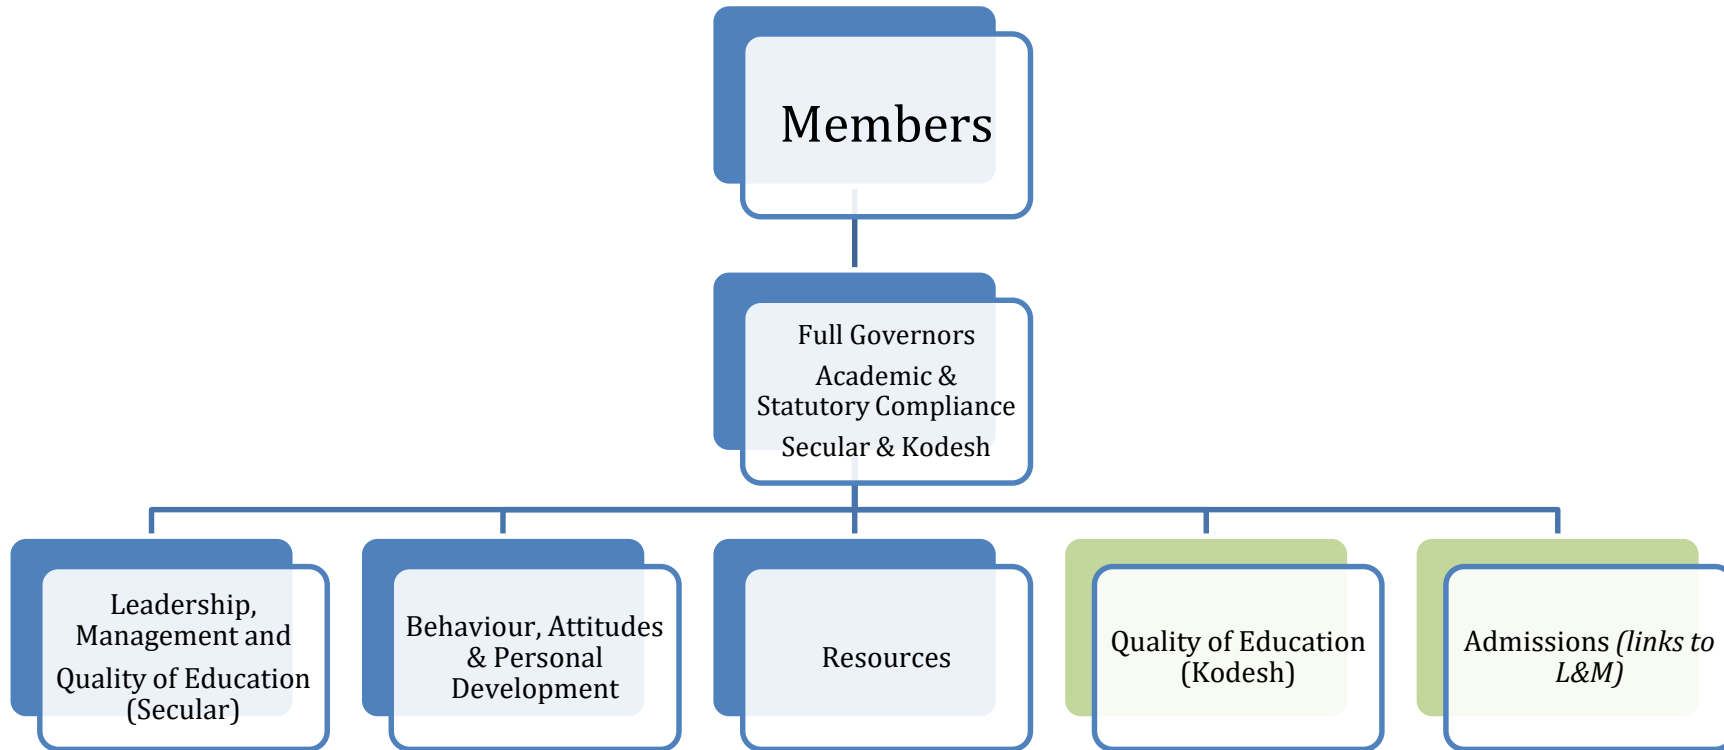 Members
Full Governors
Academic &
Statutory Compliance
Secular & Kodesh
Leadership,
Management and
Quality of Education
(Secular)
Behaviour, Attitudes
& Personal
Development
Resources
Quality of Education
(Kodesh)
Admissions (links to
L&M)